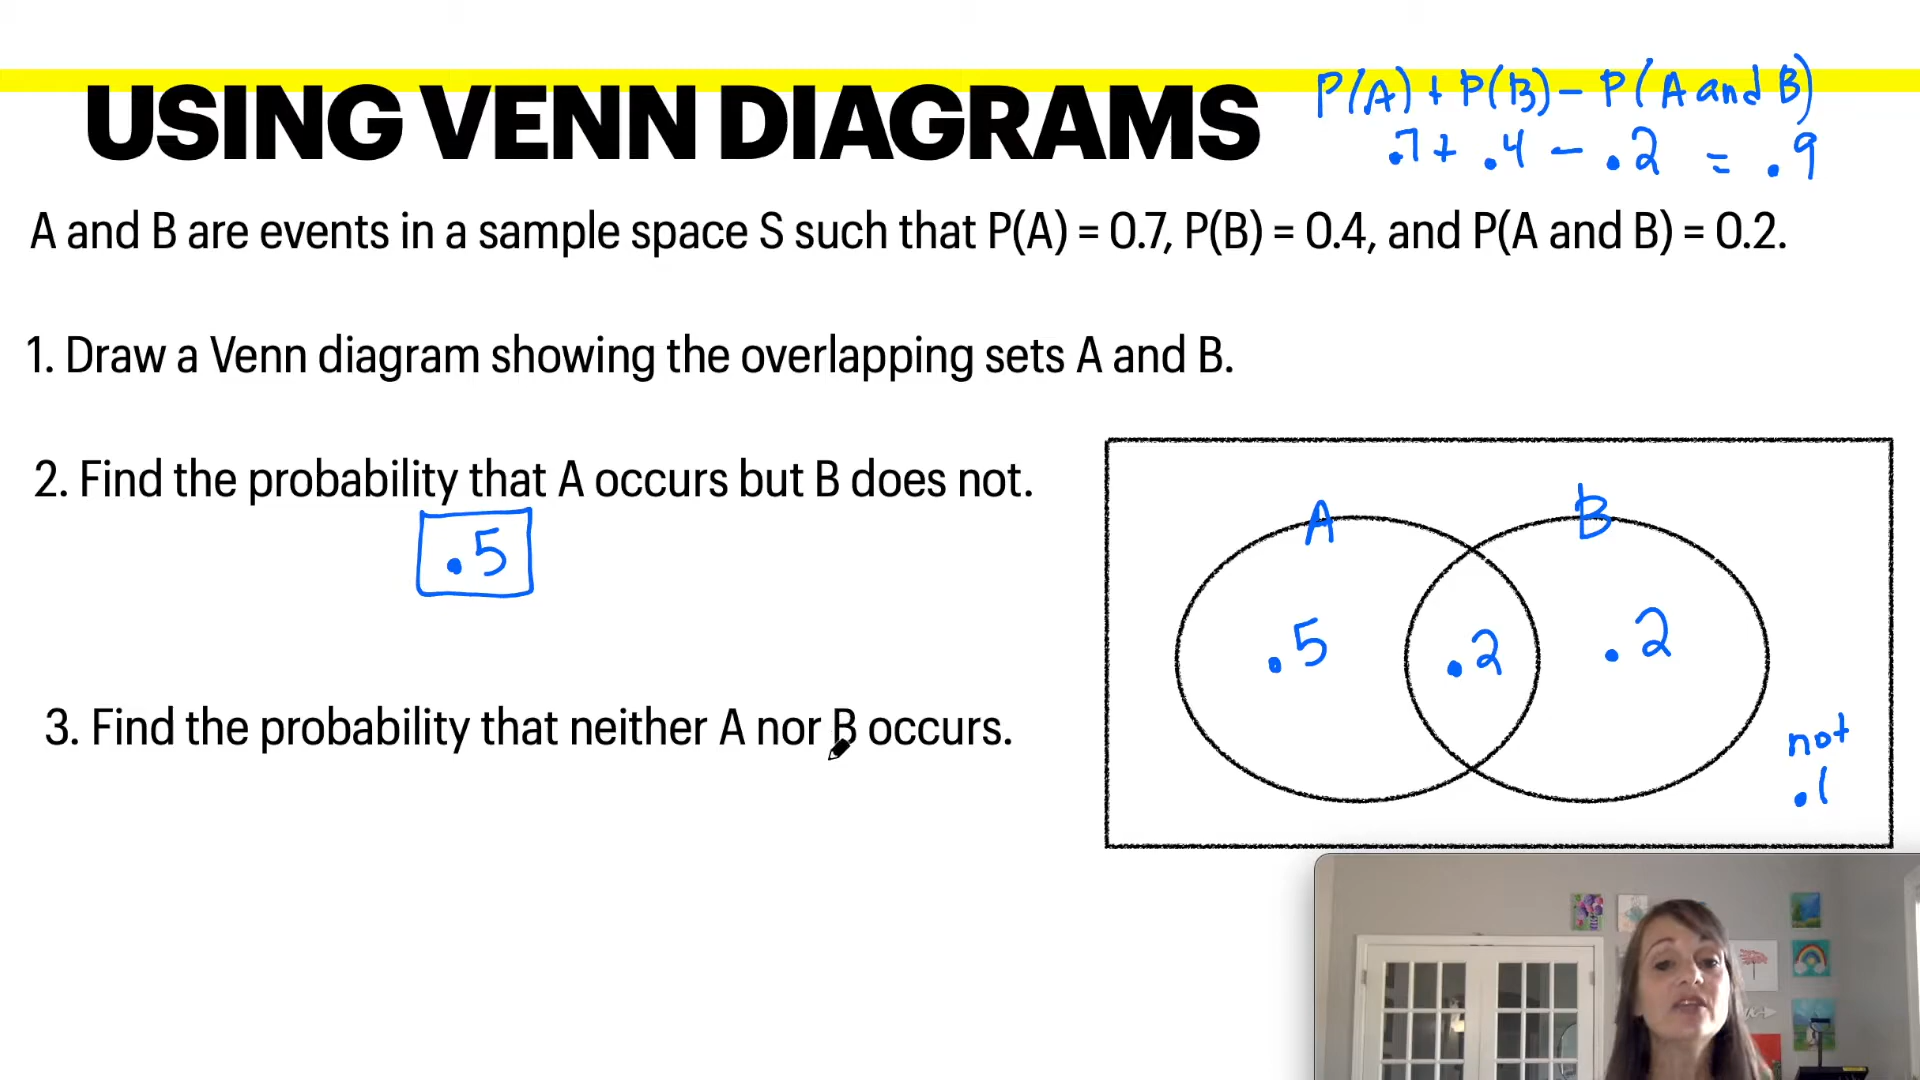 P(A) + P(B) - P(A and B)
USING VENN DIAGRAMS
.7 + .4 - .2 = .9
A and B are events in a sample space S such that P(A) = 0.7, P(B) = 0.4, and P(A and B) = 0.2.
1. Draw a Venn diagram showing the overlapping sets A and B.
2. Find the probability that A occurs but B does not.
.5
A B
.5 .2 .2
3. Find the probability that neither A nor B occurs.
not
.1